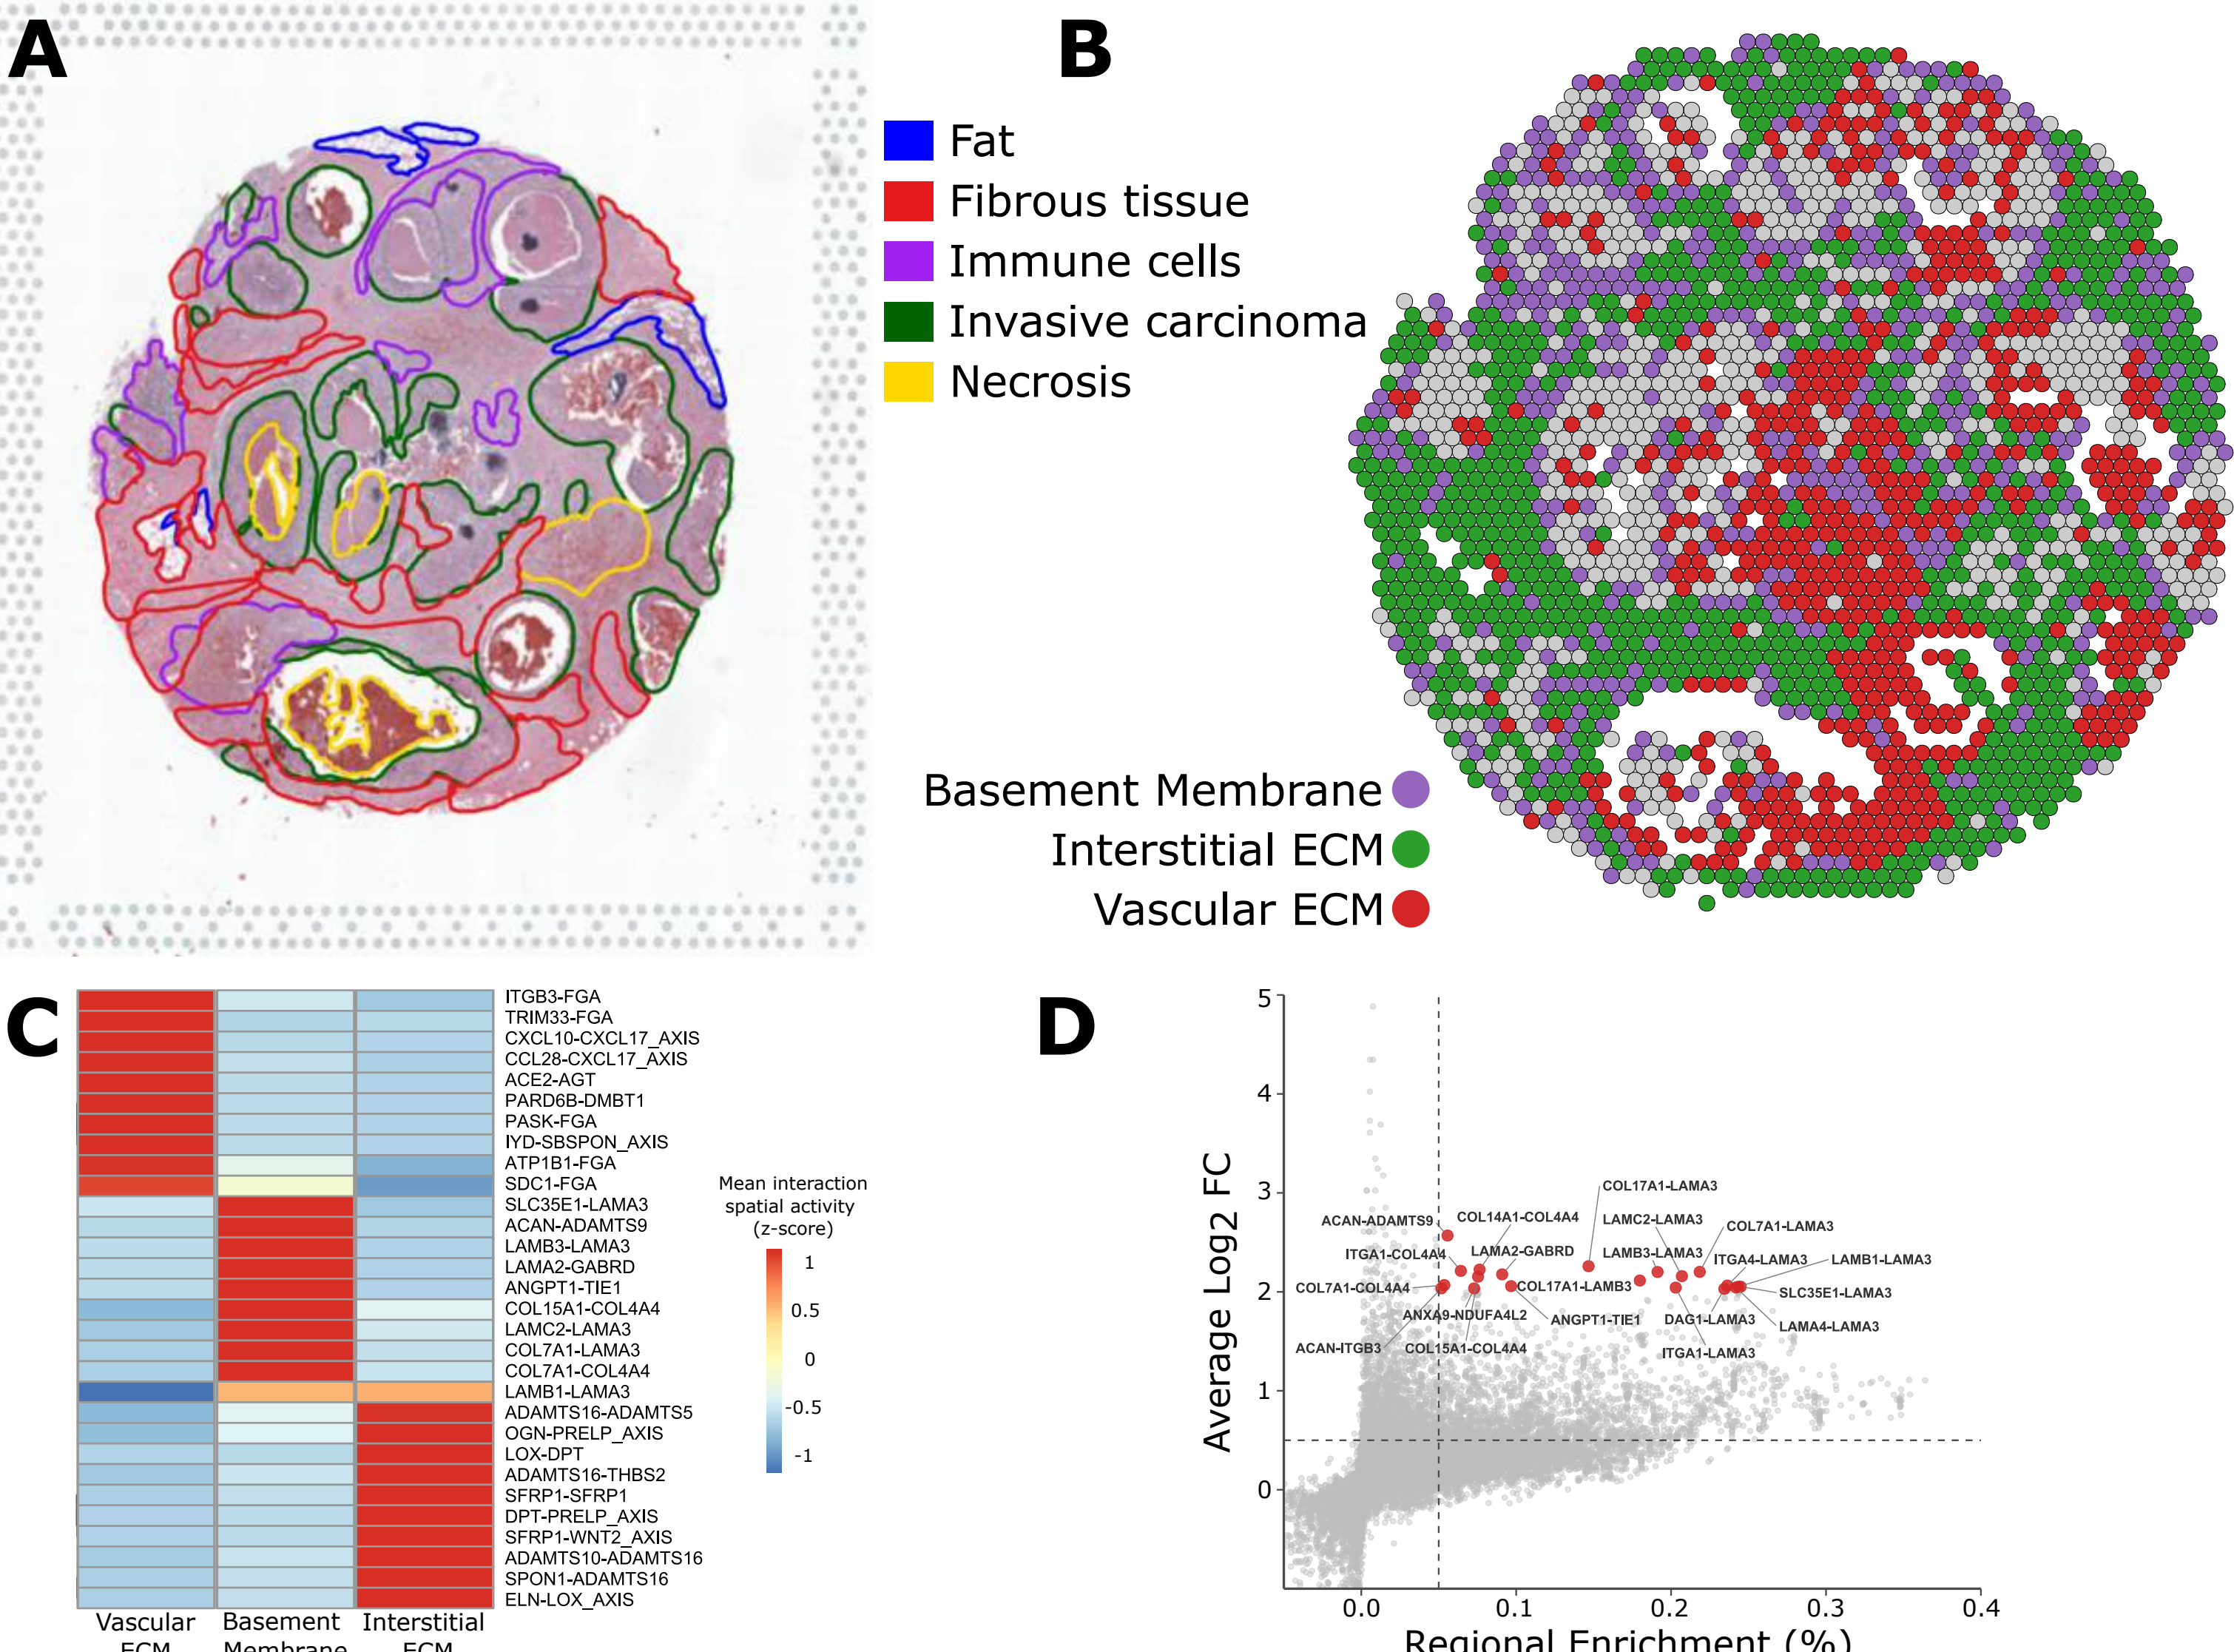 A
B
Fat
Fibrous tissue
Immune cells
Invasive carcinoma
Necrosis
Basement Membrane
Interstitial ECM
Vascular ECM
C
ITGB3-FGA
TRIM33-FGA
CXCL10-CXCL17_AXIS
CCL28-CXCL17_AXIS
ACE2-AGT
PARD6B-DMBT1
PASK-FGA
IYD-SBSPON_AXIS
ATP1B1-FGA
SDC1-FGA
SLC35E1-LAMA3
ACAN-ADAMTS9
LAMB3-LAMA3
LAMA2-GABRD
ANGPT1-TIE1
COL15A1-COL4A4
LAMC2-LAMA3
COL7A1-LAMA3
COL7A1-COL4A4
LAMB1-LAMA3
ADAMTS16-ADAMTS5
OGN-PRELP_AXIS
LOX-DPT
ADAMTS16-THBS2
SFRP1-SFRP1
DPT-PRELP_AXIS
SFRP1-WNT2_AXIS
ADAMTS10-ADAMTS16
SPON1-ADAMTS16
ELN-LOX_AXIS
Vascular
ECM
Basement
Membrane
Interstitial
ECM
Mean interaction
spatial activity
(z-score)
1
0.5
0
-0.5
-1
D
Average Log2 FC
5
4
3
2
1
0
COL17A1-LAMA3
ACAN-ADAMTS9
COL14A1-COL4A4
LAMC2-LAMA3
COL7A1-LAMA3
ITGA1-COL4A4
LAMA2-GABRD
LAMB3-LAMA3
ITGA4-LAMA3
LAMB1-LAMA3
COL7A1-COL4A4
COL17A1-LAMB3
SLC35E1-LAMA3
ANXA9-NDUFA4L2
ANGPT1-TIE1
DAG1-LAMA3
LAMA4-LAMA3
ACAN-ITGB3
COL15A1-COL4A4
ITGA1-LAMA3
0.0
0.1
0.2
0.3
0.4
Regional Enrichment (%)